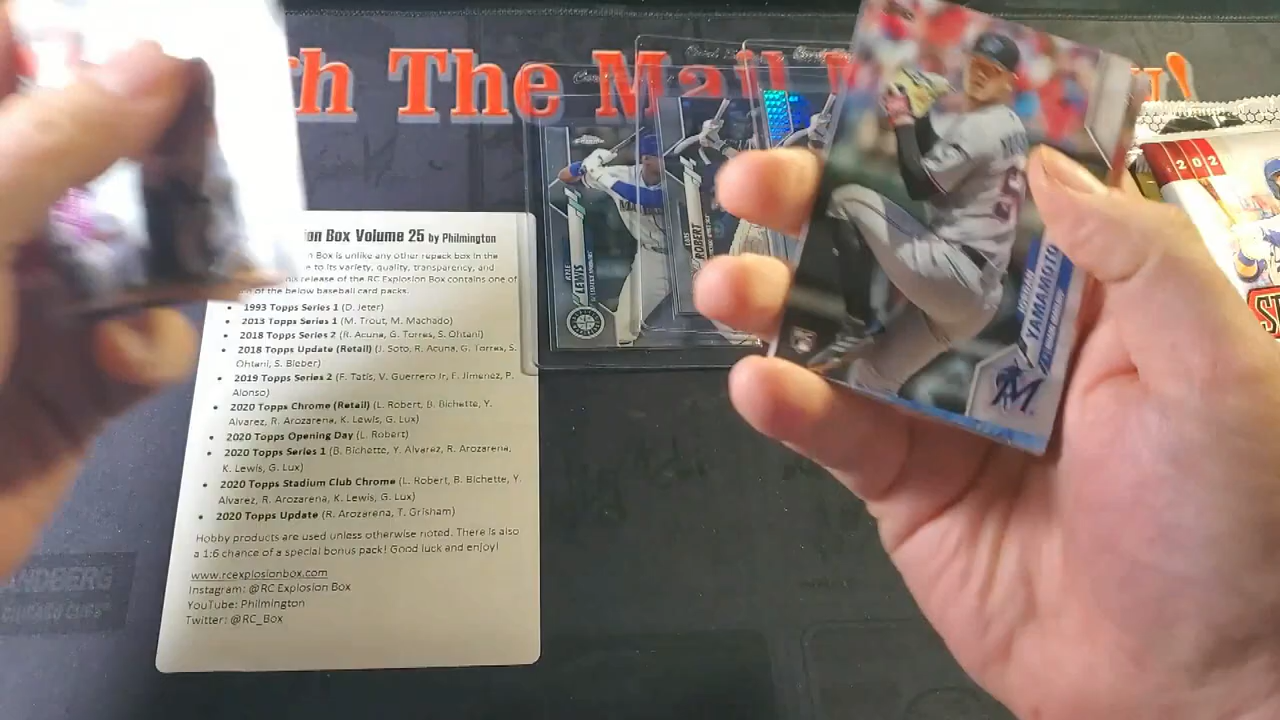 h The Mail
ion Box Volume 25 by Philmington
n Box is unlike any other repack box in the
e to its variety, quality, transparency, and
is release of the RC Explosion Box contains one of
of the below baseball card packs.
• 1993 Topps Series 1 (D. Jeter)
• 2013 Topps Series 1 (M. Trout, M. Machado)
• 2018 Topps Series 2 (R. Acuna, G. Torres, S. Ohtani)
• 2018 Topps Update (Retail) (J. Soto, R. Acuna, G. Torres, S.
Ohtani, S. Bieber)
• 2019 Topps Series 2 (F. Tatis, V. Guerrero Jr, E. Jimenez, P.
Alonso)
• 2020 Topps Chrome (Retail) (L. Robert, B. Bichette, Y.
Alvarez, R. Arozarena, K. Lewis, G. Lux)
• 2020 Topps Opening Day (L. Robert)
• 2020 Topps Series 1 (B. Bichette, Y. Alvarez, R. Arozarena,
K. Lewis, G. Lux)
• 2020 Topps Stadium Club Chrome (L. Robert, B. Bichette, Y.
Alvarez, R. Arozarena, K. Lewis, G. Lux)
• 2020 Topps Update (R. Arozarena, T. Grisham)
Hobby products are used unless otherwise noted. There is also
a 1:6 chance of a special bonus pack! Good luck and enjoy!
www.rcexplosionbox.com
Instagram: @RC Explosion Box
YouTube: Philmington
Twitter: @RC_Box
KYLE
LEWIS
LUIS
ROBERT
JORDAN
YAMAMOTO
202
NDBERG
CHICAGO CUBS